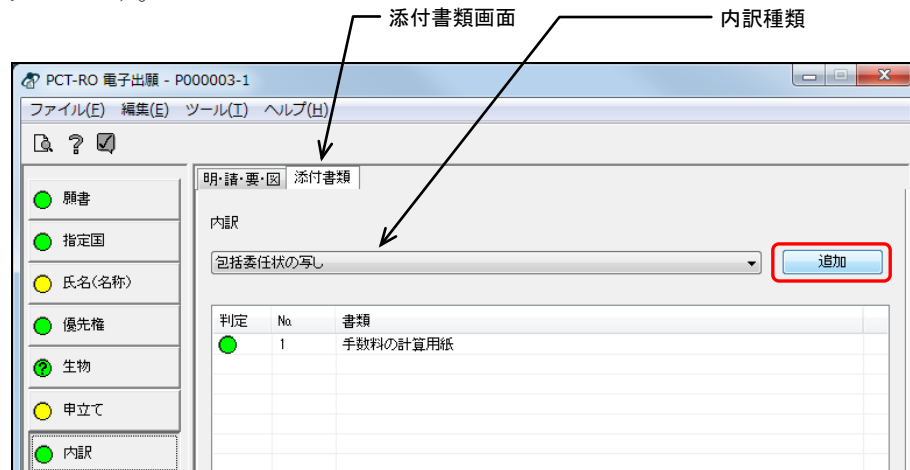 添付書類画面 内訳種類
PCT-RO 電子出願 - P000003-1
ファイル(F) 編集(E) ツール(T) ヘルプ(H)
明・請・要・図 添付書類
願書
指定国
氏名(名称)
優先権
生物
申立て
内訳
内訳
包括委任状の写し 追加
判定 No. 書類
1 手数料の計算用紙